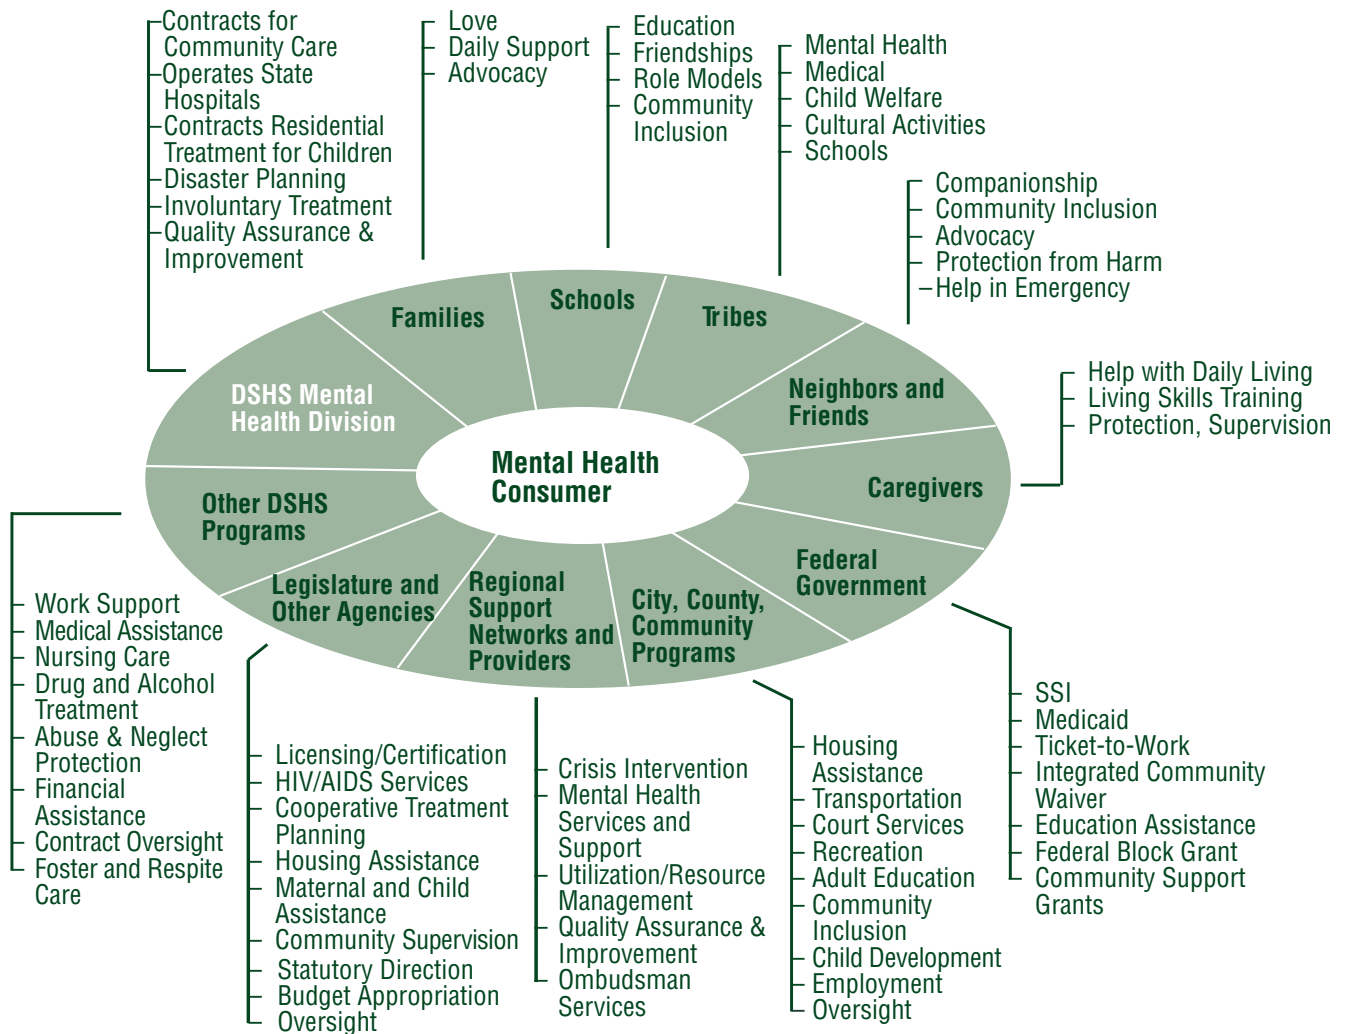 Contracts for
Community Care
Operates State
Hospitals
Contracts Residential
Treatment for Children
Disaster Planning
Involuntary Treatment
Quality Assurance &
Improvement
Love
Daily Support
Advocacy
Education
Friendships
Role Models
Community
Inclusion
Mental Health
Medical
Child Welfare
Cultural Activities
Schools
Companionship
Community Inclusion
Advocacy
Protection from Harm
Help in Emergency
Help with Daily Living
Living Skills Training
Protection, Supervision
Families
Schools
Tribes
DSHS Mental
Health Division
Neighbors and
Friends
Mental Health
Consumer
Caregivers
Other DSHS
Programs
Federal
Government
Legislature and
Other Agencies
Regional
Support
Networks and
Providers
City, County,
Community
Programs
Work Support
Medical Assistance
Nursing Care
Drug and Alcohol
Treatment
Abuse & Neglect
Protection
Financial
Assistance
Contract Oversight
Foster and Respite
Care
Licensing/Certification
HIV/AIDS Services
Cooperative Treatment
Planning
Housing Assistance
Maternal and Child
Assistance
Community Supervision
Statutory Direction
Budget Appropriation
Oversight
Crisis Intervention
Mental Health
Services and
Support
Utilization/Resource
Management
Quality Assurance &
Improvement
Ombudsman
Services
Housing
Assistance
Transportation
Court Services
Recreation
Adult Education
Community
Inclusion
Child Development
Employment
Oversight
SSI
Medicaid
Ticket-to-Work
Integrated Community
Waiver
Education Assistance
Federal Block Grant
Community Support
Grants